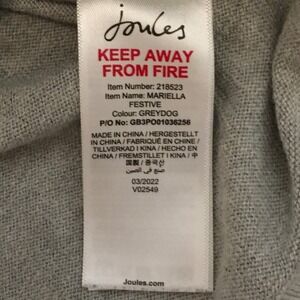 Joules
KEEP AWAY
FROM FIRE
Item Number: 218523
Item Name: MARIELLA
FESTIVE
Colour: GREYDOG
P/O No: GB3PO01036256
MADE IN CHINA / HERGESTELLT
IN CHINA / FABRIQUÉ EN CHINE /
TILLVERKAD I KINA / HECHO EN
CHINA / FREMSTILLET I KINA / 中
国製 / 중국산
صنع في الصين
03/2022
V02549
Joules.com